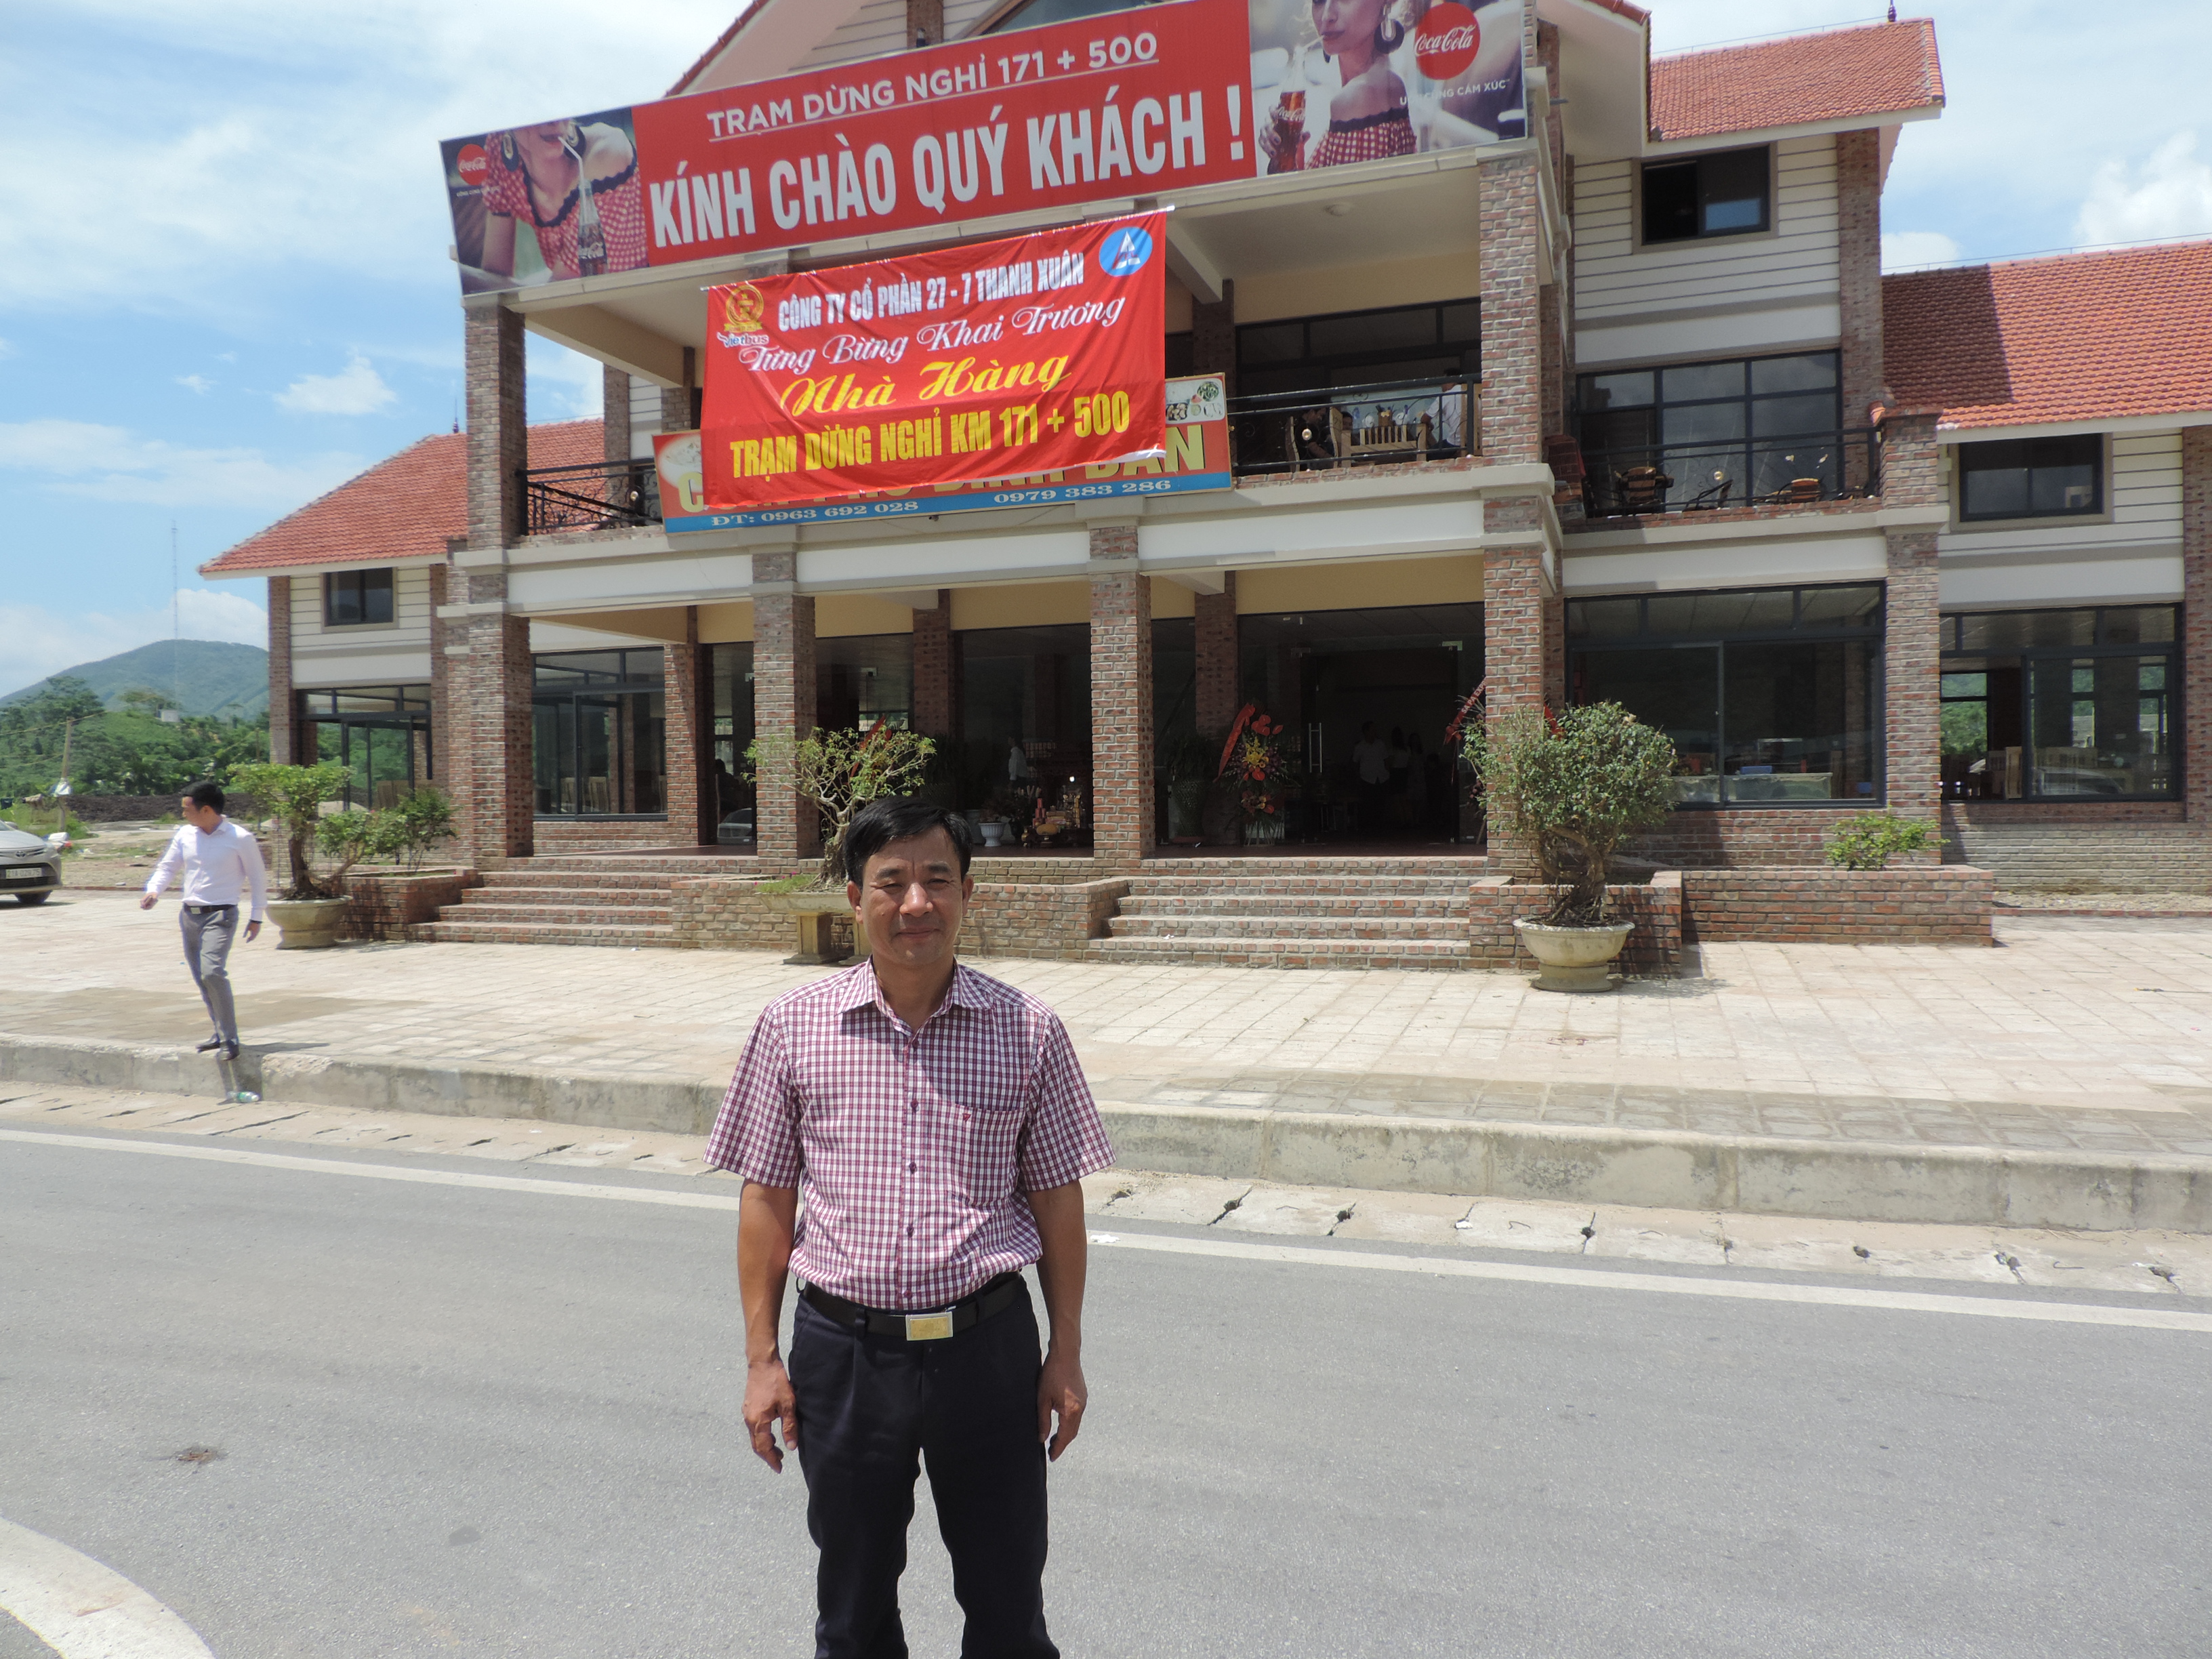 TRẠM DỪNG NGHỈ 171 + 500
KÍNH CHÀO QUÝ KHÁCH !
Coca-Cola
Coca-Cola
CẢM XÚC
CÔNG TY CỔ PHẦN 27 - 7 THANH XUÂN
vietbus
Tưng Bừng Khai Trương
Nhà Hàng
TRẠM DỪNG NGHỈ KM 171 + 500
ĐT: 0963 692 028 0979 383 286